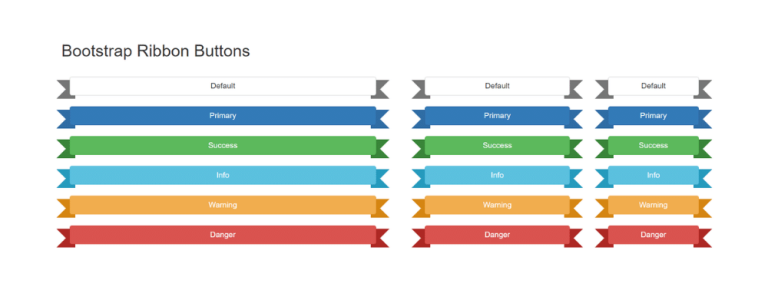 Bootstrap Ribbon Buttons
Default Default Default
Primary Primary Primary
Success Success Success
Info Info Info
Warning Warning Warning
Danger Danger Danger